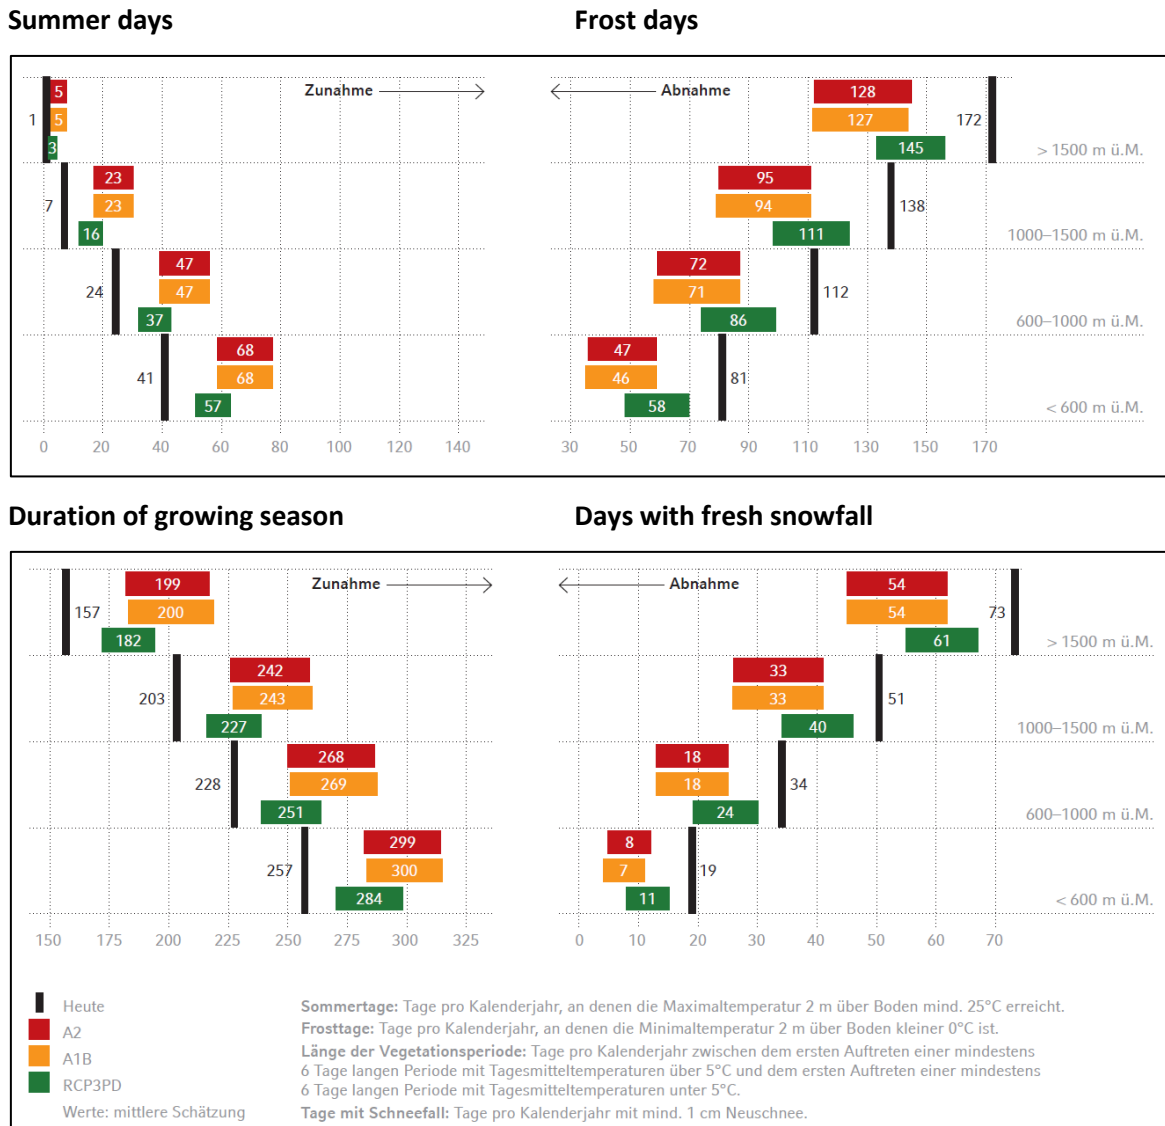 Summer days
Frost days
Zunahme
Abnahme
5
128
1
5
127
172
3
145
> 1500 m ü.M.
23
95
7
23
94
138
16
111
1000–1500 m ü.M.
47
72
24
47
71
112
37
86
600–1000 m ü.M.
68
47
41
68
46
81
57
58
< 600 m ü.M.
0 20 40 60 80 100 120 140
30 50 70 90 110 130 150 170
Duration of growing season
Days with fresh snowfall
199
Zunahme
Abnahme
54
157
200
54
73
182
61
> 1500 m ü.M.
242
33
203
243
33
51
227
40
1000–1500 m ü.M.
268
18
228
269
18
34
251
24
600–1000 m ü.M.
299
8
257
300
7
19
284
11
< 600 m ü.M.
150 175 200 225 250 275 300 325
0 10 20 30 40 50 60 70
Heute
A2
A1B
RCP3PD
Werte: mittlere Schätzung
Sommertage: Tage pro Kalenderjahr, an denen die Maximaltemperatur 2 m über Boden mind. 25°C erreicht.
Frosttage: Tage pro Kalenderjahr, an denen die Minimaltemperatur 2 m über Boden kleiner 0°C ist.
Länge der Vegetationsperiode: Tage pro Kalenderjahr zwischen dem ersten Auftreten einer mindestens
6 Tage langen Periode mit Tagesmitteltemperaturen über 5°C und dem ersten Auftreten einer mindestens
6 Tage langen Periode mit Tagesmitteltemperaturen unter 5°C.
Tage mit Schneefall: Tage pro Kalenderjahr mit mind. 1 cm Neuschnee.